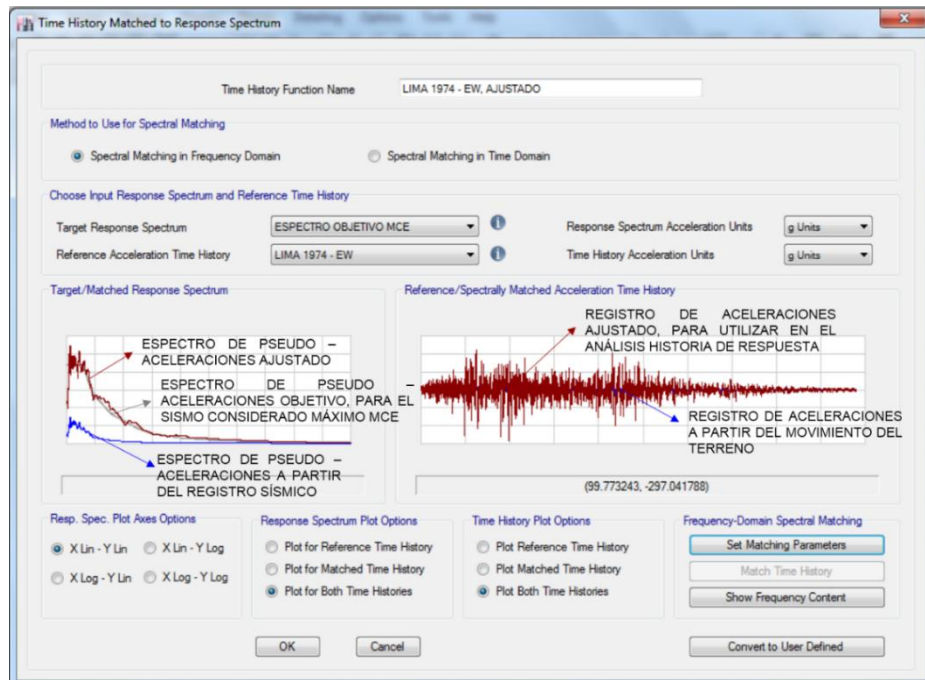 Time History Matched to Response Spectrum
Time History Function Name
LIMA 1974 - EW, AJUSTADO
Method to Use for Spectral Matching
Spectral Matching in Frequency Domain
Spectral Matching in Time Domain
Choose Input Response Spectrum and Reference Time History
Target Response Spectrum
ESPECTRO OBJETIVO MCE
Response Spectrum Acceleration Units
g Units
Reference Acceleration Time History
LIMA 1974 - EW
Time History Acceleration Units
g Units
Target/Matched Response Spectrum
ESPECTRO DE PSEUDO –
ACELERACIONES AJUSTADO
ESPECTRO DE PSEUDO –
ACELERACIONES OBJETIVO, PARA EL
SISMO CONSIDERADO MÁXIMO MCE
ESPECTRO DE PSEUDO –
ACELERACIONES A PARTIR
DEL REGISTRO SÍSMICO
Reference/Spectrally Matched Acceleration Time History
REGISTRO DE ACELERACIONES
AJUSTADO, PARA UTILIZAR EN EL
ANÁLISIS HISTORIA DE RESPUESTA
REGISTRO DE ACELERACIONES
A PARTIR DEL MOVIMIENTO DEL
TERRENO
(99.773243, -297.041788)
Resp. Spec. Plot Axes Options
X Lin - Y Lin
X Lin - Y Log
X Log - Y Lin
X Log - Y Log
Response Spectrum Plot Options
Plot for Reference Time History
Plot for Matched Time History
Plot for Both Time Histories
Time History Plot Options
Plot Reference Time History
Plot Matched Time History
Plot Both Time Histories
Frequency-Domain Spectral Matching
Set Matching Parameters
Match Time History
Show Frequency Content
OK
Cancel
Convert to User Defined